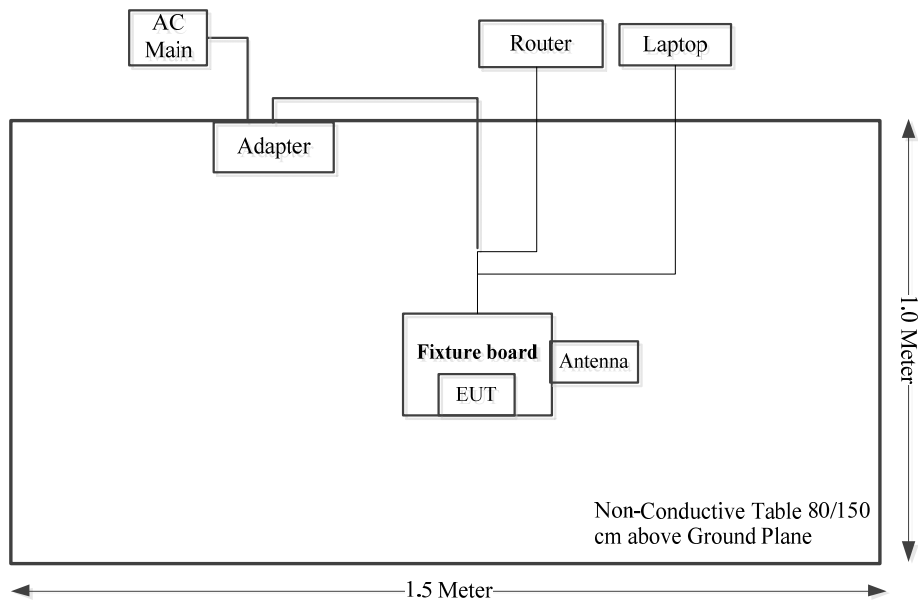 AC
Main
Router
Laptop
Adapter
Fixture board
Antenna
EUT
1.0 Meter
Non-Conductive Table 80/150
cm above Ground Plane
1.5 Meter